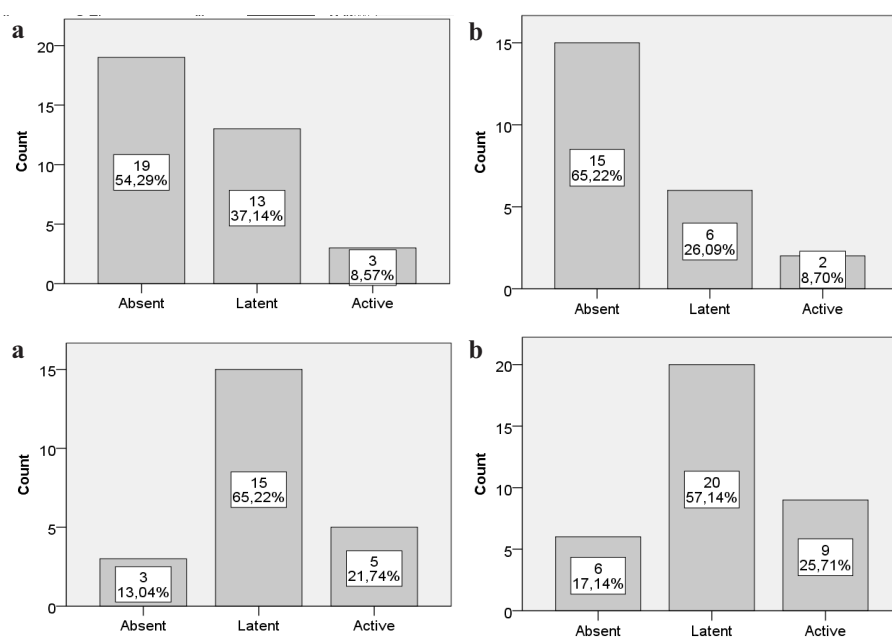 a
Count
20
15
10
5
0
19
54,29%
13
37,14%
3
8,57%
Absent
Latent
Active
b
Count
15
10
5
0
15
65,22%
6
26,09%
2
8,70%
Absent
Latent
Active
a
Count
15
10
5
0
3
13,04%
15
65,22%
5
21,74%
Absent
Latent
Active
b
Count
20
15
10
5
0
6
17,14%
20
57,14%
9
25,71%
Absent
Latent
Active